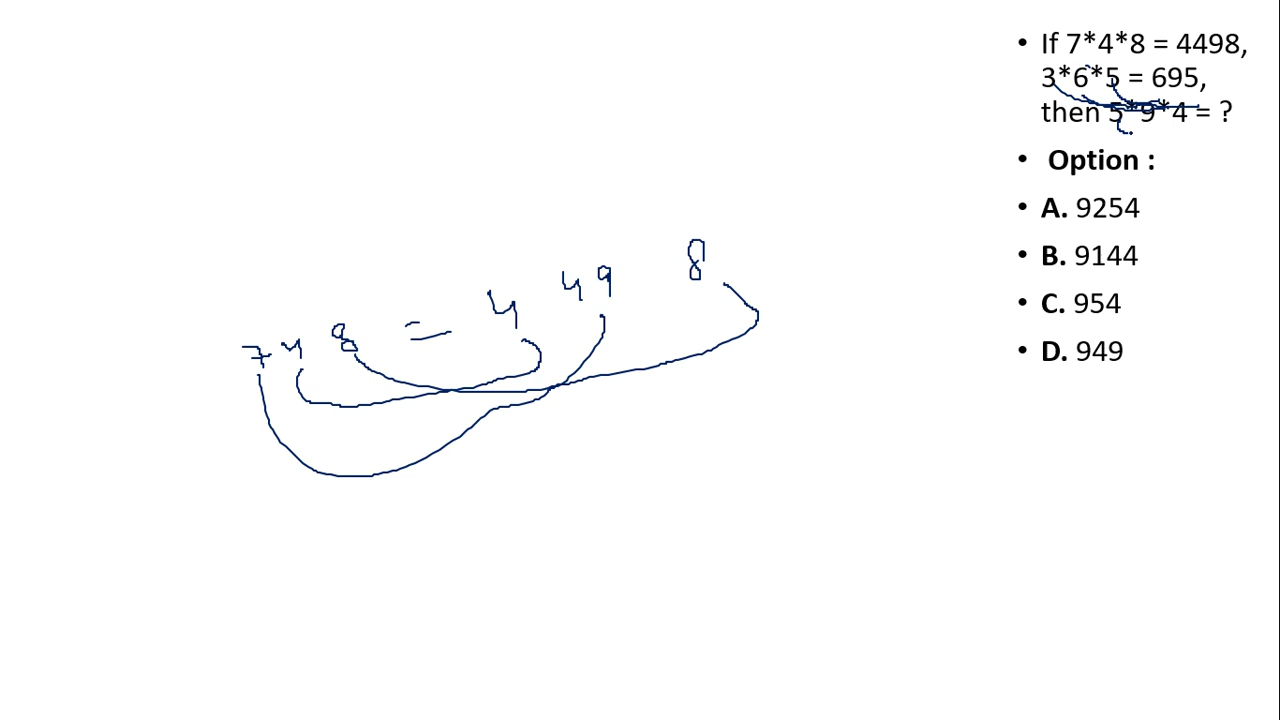 • If 7*4*8 = 4498,
3*6*5 = 695,
then 5*9*4 = ?
• Option :
• A. 9254
• B. 9144
• C. 954
• D. 949
7 4 8 = 4 49 8